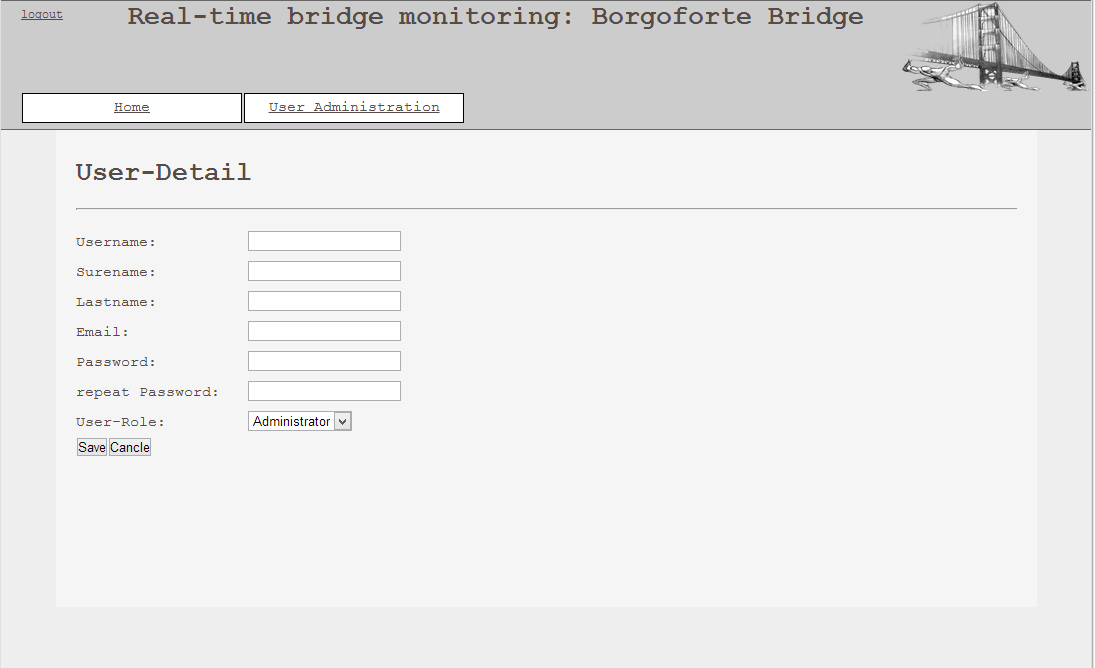 logout
Real-time bridge monitoring: Borgoforte Bridge
Home
User Administration
User-Detail
Username:
Surename:
Lastname:
Email:
Password:
repeat Password:
User-Role: Administrator
Save Cancle